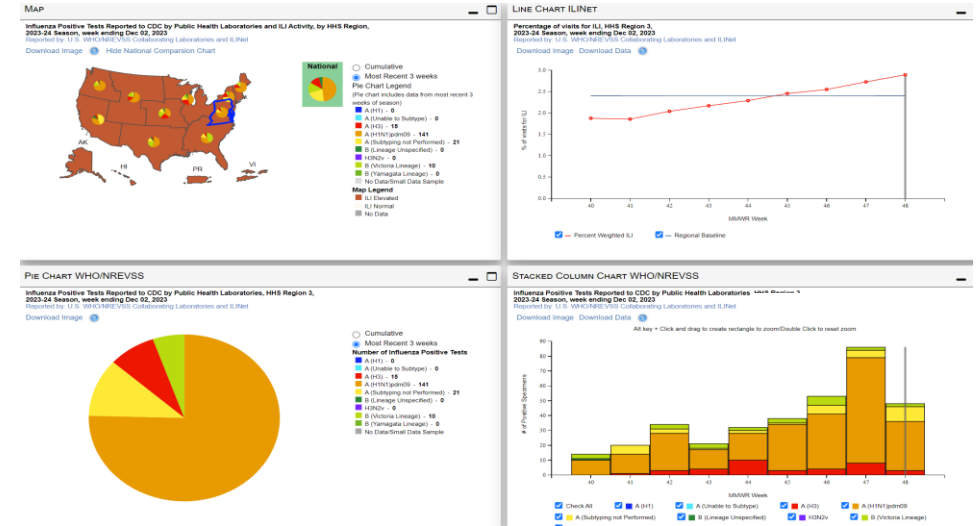 MAP
Influenza Positive Tests Reported to CDC by Public Health Laboratories and ILI Activity, by HHS Region,
2023-24 Season, week ending Dec 02, 2023
Reported by: U.S. WHO/NREVSS Collaborating Laboratories and ILINet
Download Image Hide National Comparsion Chart
National
Cumulative
Most Recent 3 weeks
Pie Chart Legend
(Pie chart includes data from most recent 3
weeks of season)
A (H1) - 0
A (Unable to Subtype) - 0
A (H3) - 15
A (H1N1)pdm09 - 141
A (Subtyping not Performed) - 21
B (Lineage Unspecified) - 0
H3N2v - 0
B (Victoria Lineage) - 10
B (Yamagata Lineage) - 0
No Data/Small Data Sample
Map Legend
ILI Elevated
ILI Normal
No Data
AK
HI
PR
VI
LINE CHART ILINET
Percentage of visits for ILI, HHS Region 3,
2023-24 Season, week ending Dec 02, 2023
Reported by: U.S. WHO/NREVSS Collaborating Laboratories and ILINet
Download Image Download Data
% of visits for ILI
3.0
2.5
2.0
1.5
1.0
0.5
0.0
40 41 42 43 44 45 46 47 48
MMWR Week
Percent Weighted ILI Regional Baseline
PIE CHART WHO/NREVSS
Influenza Positive Tests Reported to CDC by Public Health Laboratories, HHS Region 3,
2023-24 Season, week ending Dec 02, 2023
Reported by: U.S. WHO/NREVSS Collaborating Laboratories and ILINet
Download Image
Cumulative
Most Recent 3 weeks
Number of Influenza Positive Tests
A (H1) - 0
A (Unable to Subtype) - 0
A (H3) - 15
A (H1N1)pdm09 - 141
A (Subtyping not Performed) - 21
B (Lineage Unspecified) - 0
H3N2v - 0
B (Victoria Lineage) - 10
B (Yamagata Lineage) - 0
No Data/Small Data Sample
STACKED COLUMN CHART WHO/NREVSS
Influenza Positive Tests Reported to CDC by Public Health Laboratories
2023-24 Season, week ending Dec 02, 2023
Reported by: U.S. WHO/NREVSS Collaborating Laboratories and ILINet
Download Image Download Data
Alt key + Click and drag to create rectangle to zoom/Double Click to reset zoom
# of Positive Specimens
90
80
70
60
50
40
30
20
10
0
40 41 42 43 44 45 46 47 48
MMWR Week
Check All A (H1) A (Unable to Subtype) A (H3) A (H1N1)pdm09
A (Subtyping not Performed) B (Lineage Unspecified) H3N2v B (Victoria Lineage)